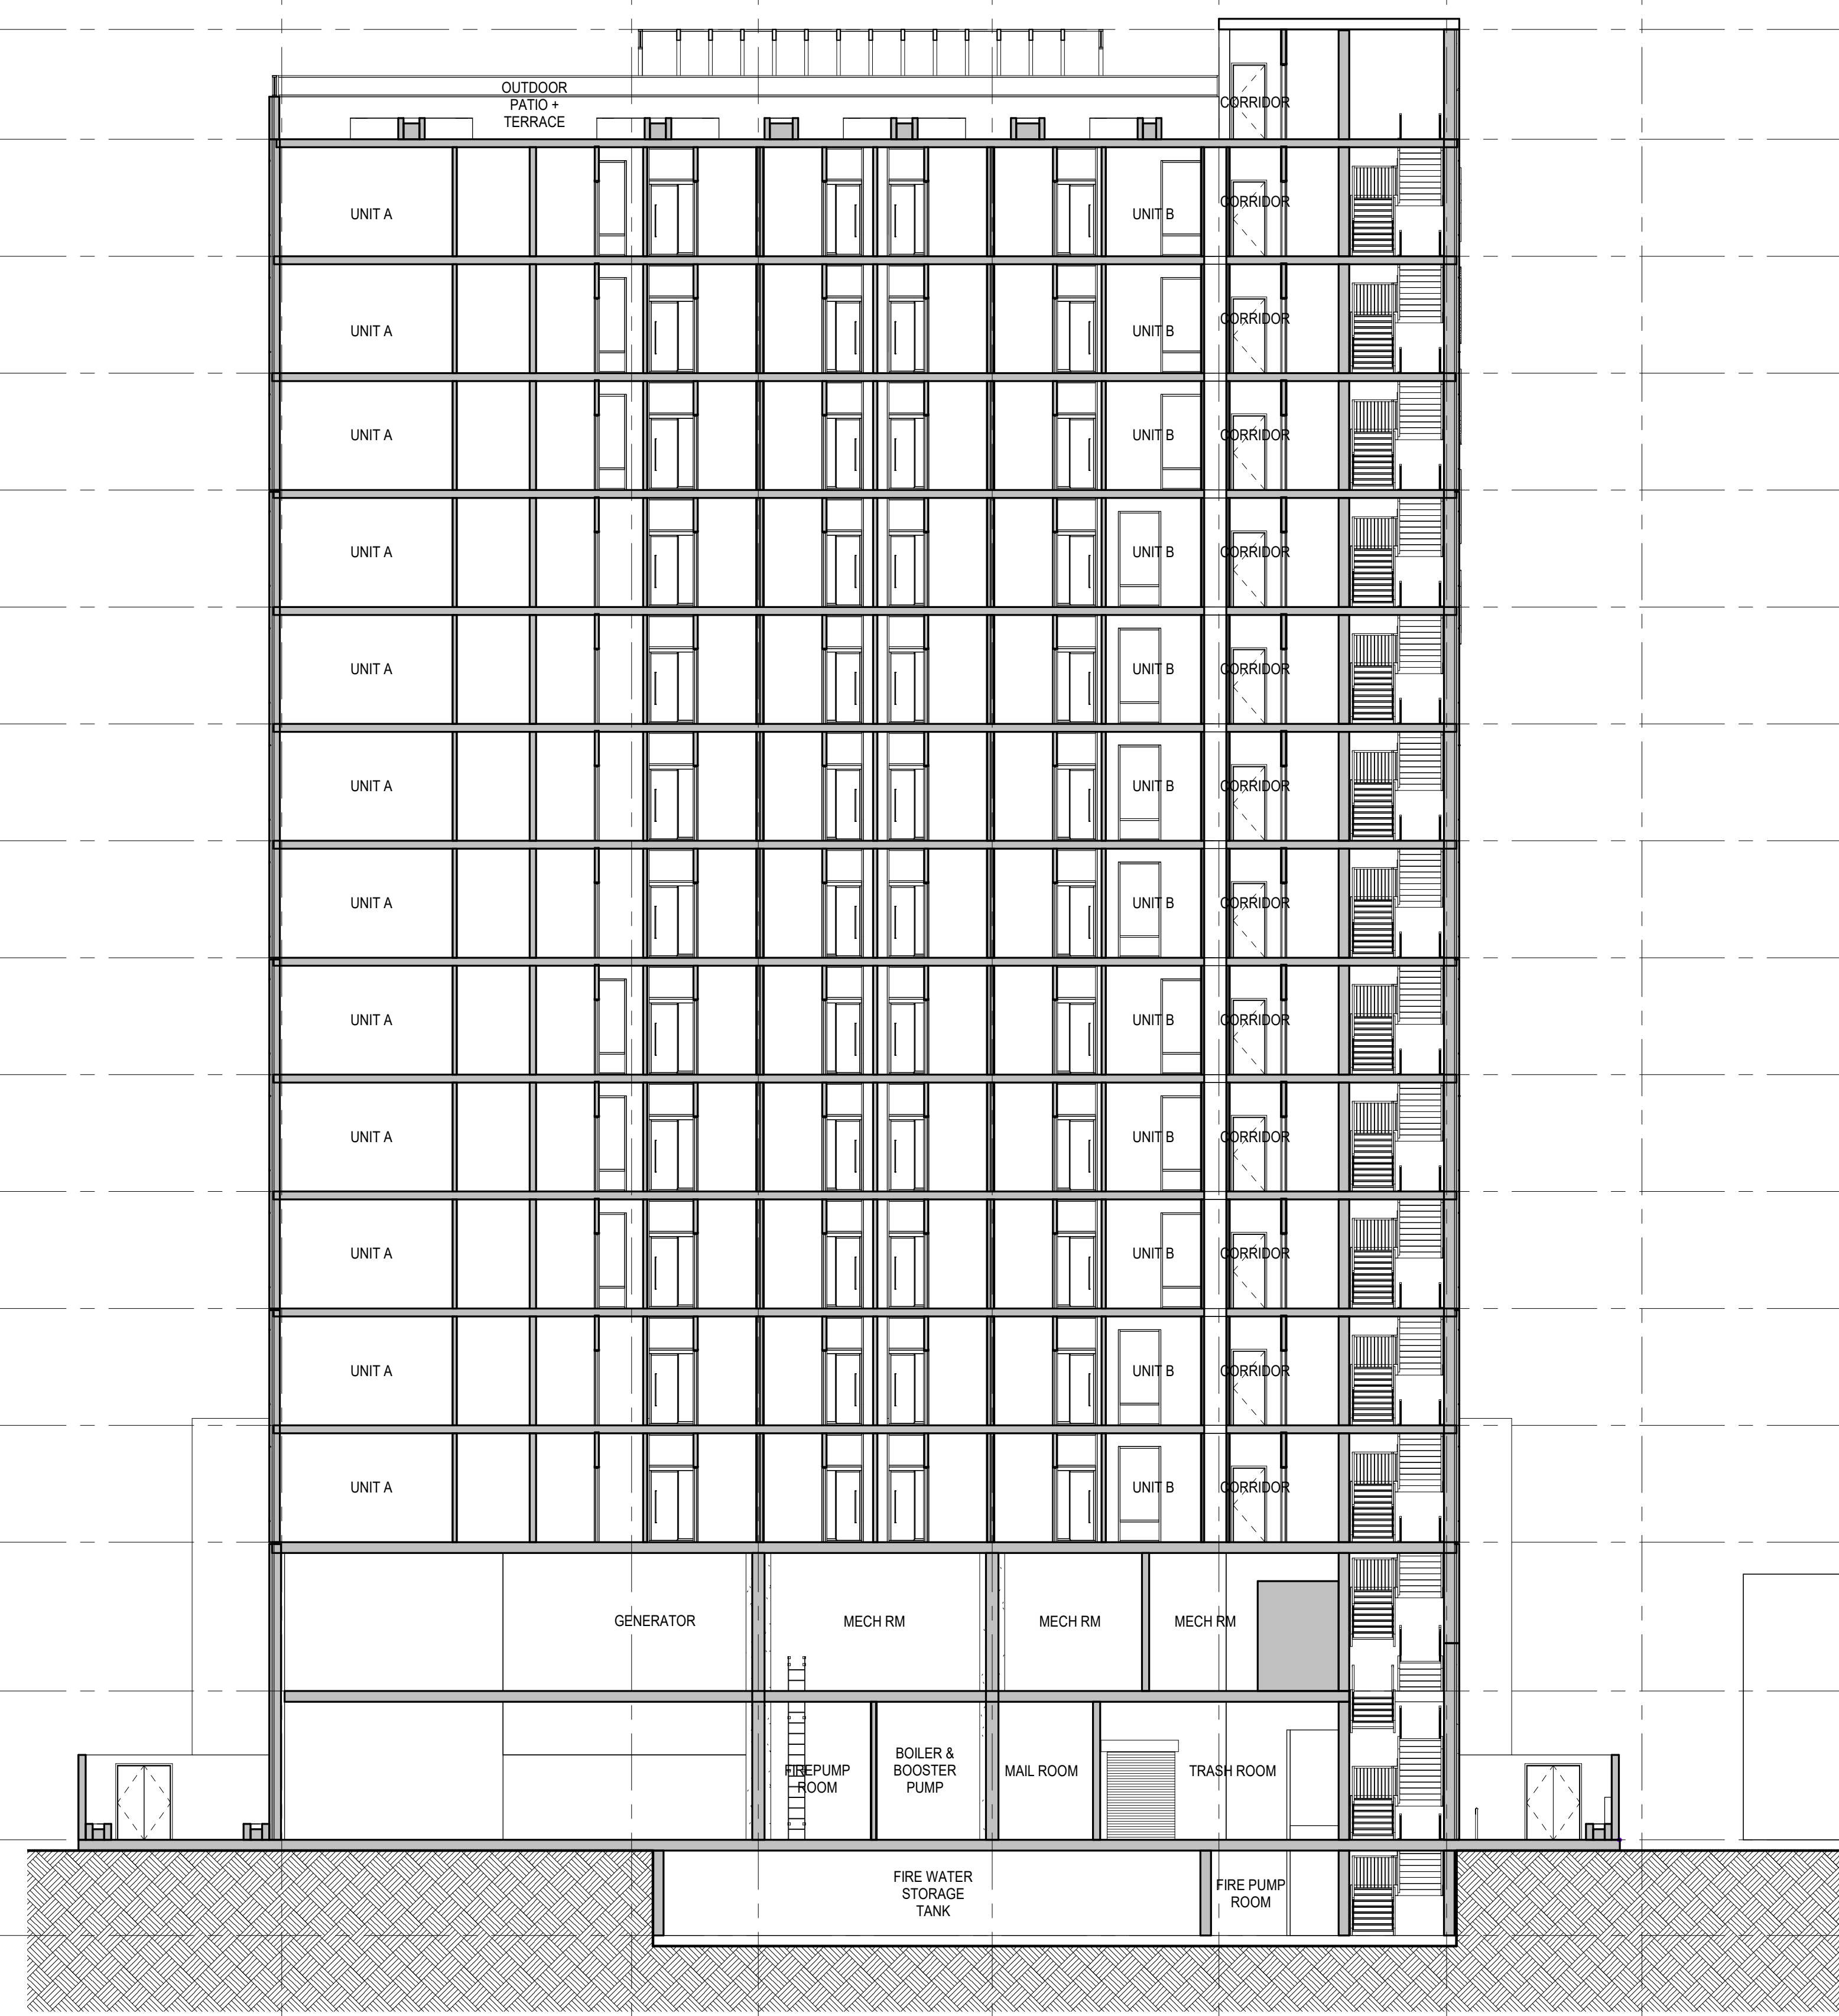 OUTDOOR
PATIO +
TERRACE
CORRIDOR
UNIT A
UNIT B
CORRIDOR
UNIT A
UNIT B
CORRIDOR
UNIT A
UNIT B
CORRIDOR
UNIT A
UNIT B
CORRIDOR
UNIT A
UNIT B
CORRIDOR
UNIT A
UNIT B
CORRIDOR
UNIT A
UNIT B
CORRIDOR
UNIT A
UNIT B
CORRIDOR
UNIT A
UNIT B
CORRIDOR
UNIT A
UNIT B
CORRIDOR
UNIT A
UNIT B
CORRIDOR
UNIT A
UNIT B
CORRIDOR
GENERATOR
MECH RM
MECH RM
MECH RM
FIREPUMP
ROOM
BOILER &
BOOSTER
PUMP
MAIL ROOM
TRASH ROOM
FIRE WATER
STORAGE
TANK
FIRE PUMP
ROOM